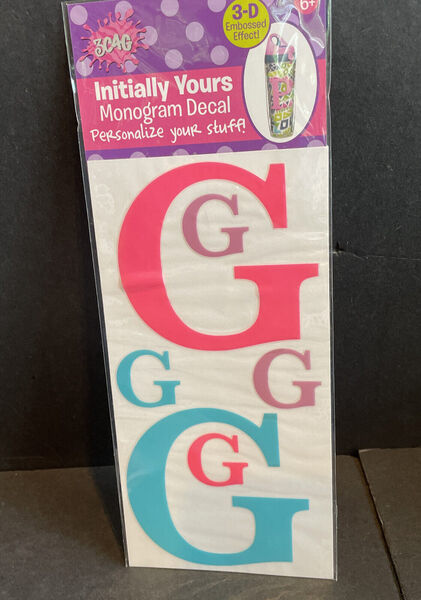 3C4G
3-D
Embossed
Effect!
6+
Initially Yours
Monogram Decal
Personalize your stuff!
P
G
G
G
G
G
G